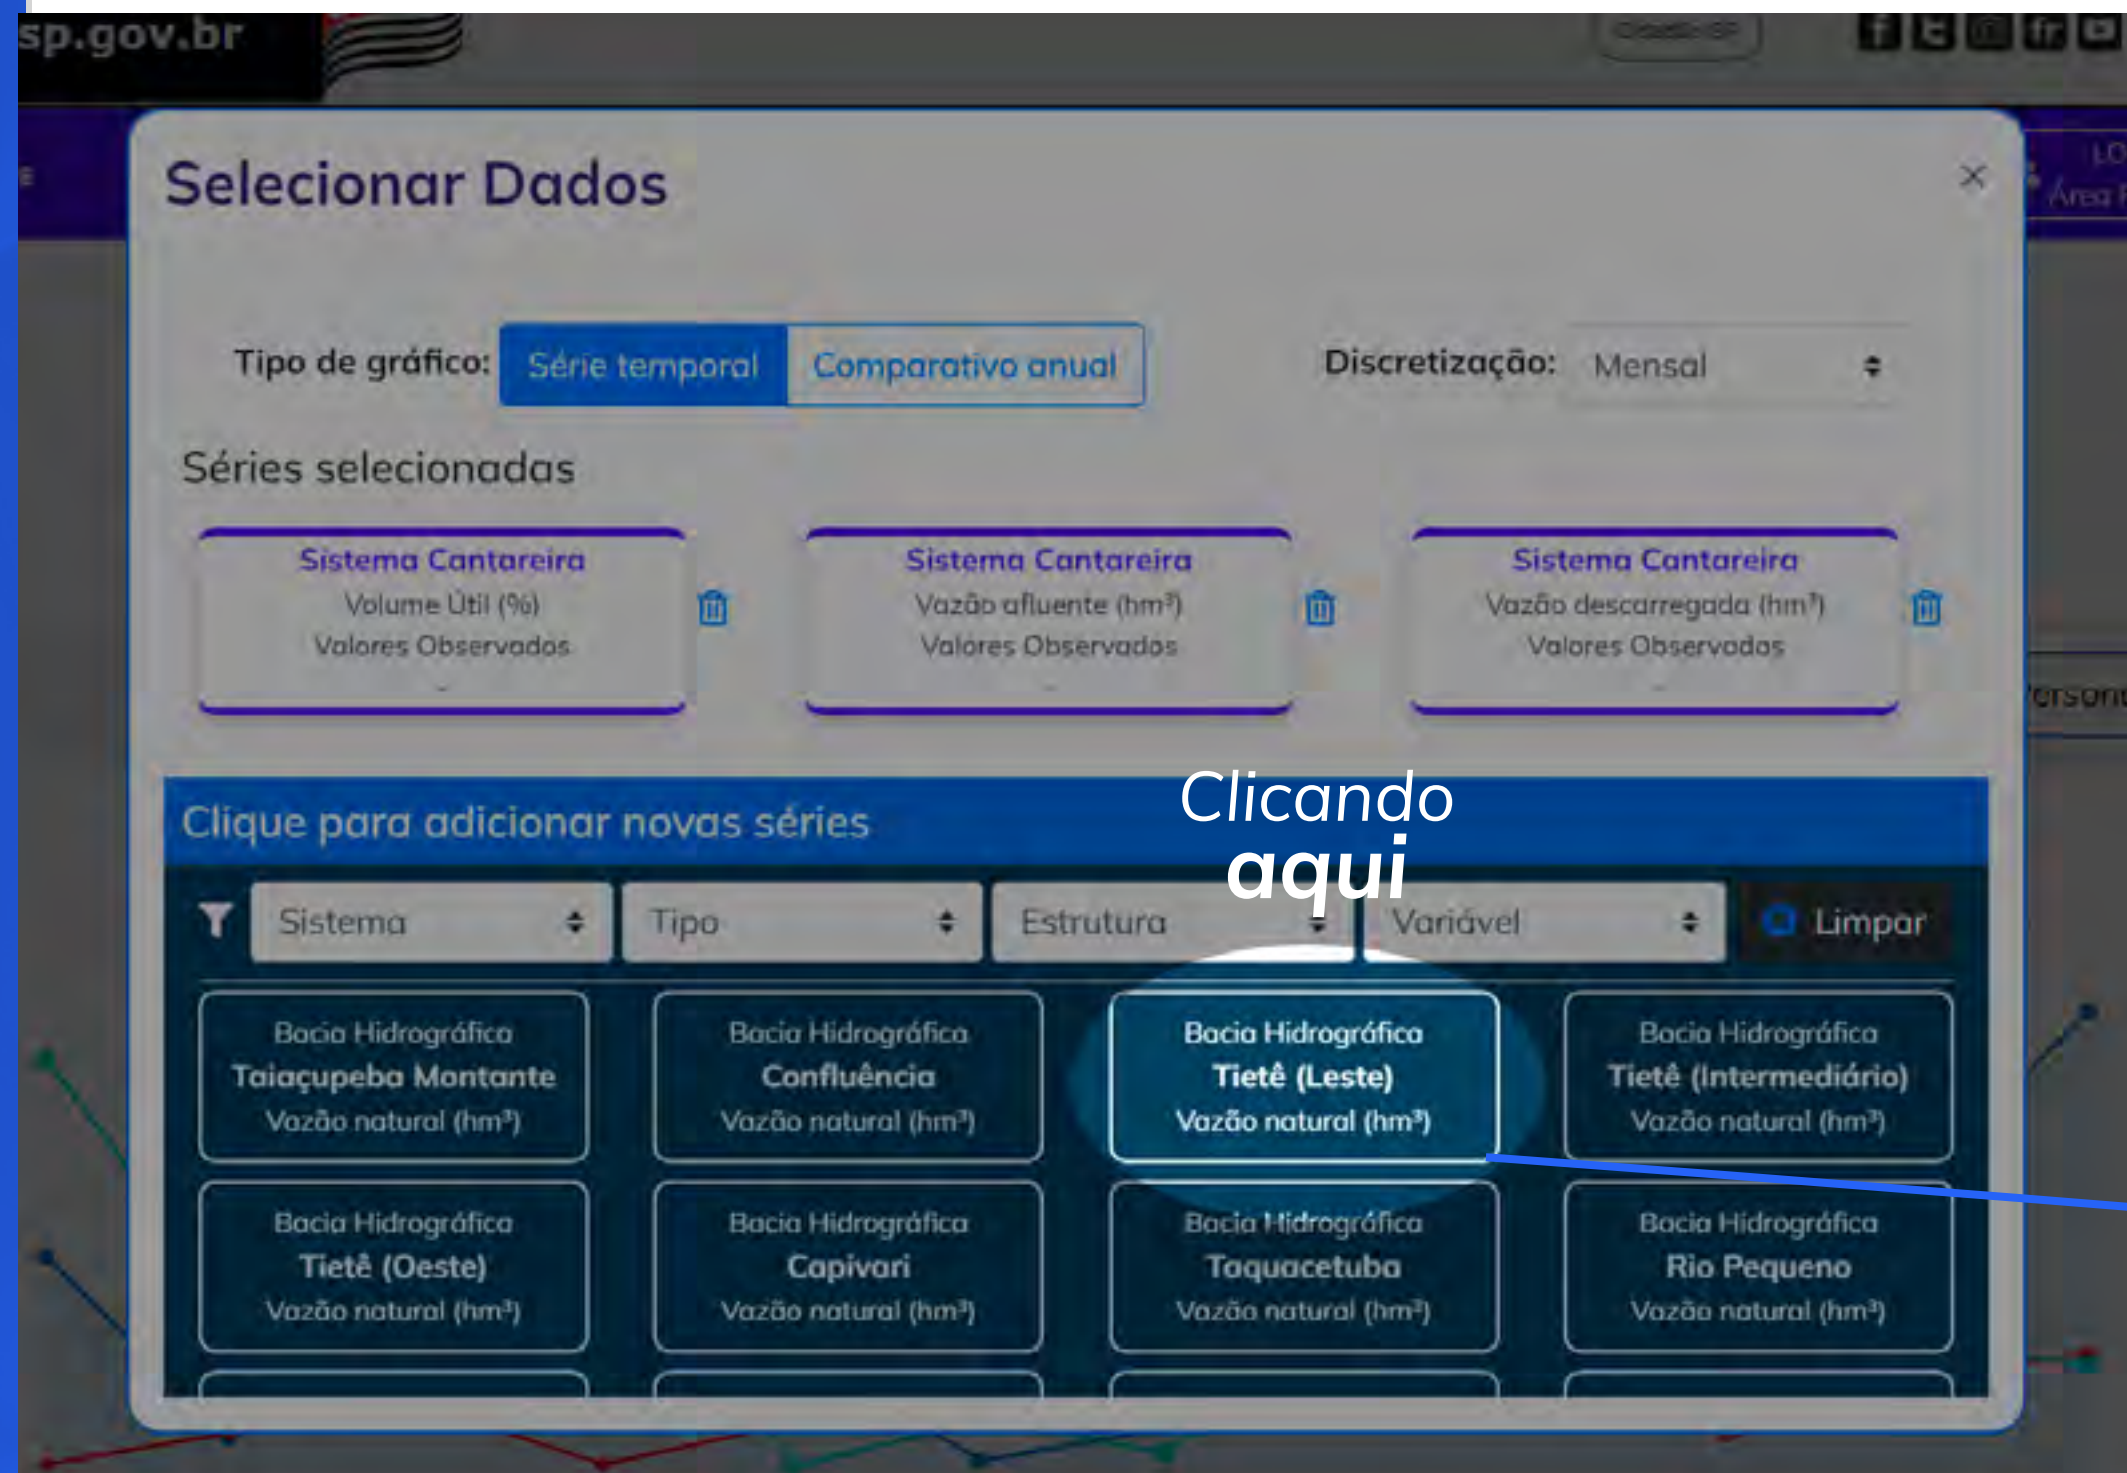 sp.gov.br
Selecionar Dados
LO
Área
Tipo de gráfico: Série temporal Comparativo anual Discretização: Mensal
Séries selecionadas
Sistema Cantareira
Volume Útil (%)
Valores Observados
-
Sistema Cantareira
Vazão afluente (hm³)
Valores Observados
-
Sistema Cantareira
Vazão descarregada (hm³)
Valores Observados
-
Clicando
aqui
Clique para adicionar novas séries
Sistema Tipo Estrutura Variável Limpar
Bacia Hidrográfica
Taiaçupeba Montante
Vazão natural (hm³)
Bacia Hidrográfica
Confluência
Vazão natural (hm³)
Bacia Hidrográfica
Tietê (Leste)
Vazão natural (hm³)
Bacia Hidrográfica
Tietê (Intermediário)
Vazão natural (hm³)
Bacia Hidrográfica
Tietê (Oeste)
Vazão natural (hm³)
Bacia Hidrográfica
Capivari
Vazão natural (hm³)
Bacia Hidrográfica
Taquacetuba
Vazão natural (hm³)
Bacia Hidrográfica
Rio Pequeno
Vazão natural (hm³)